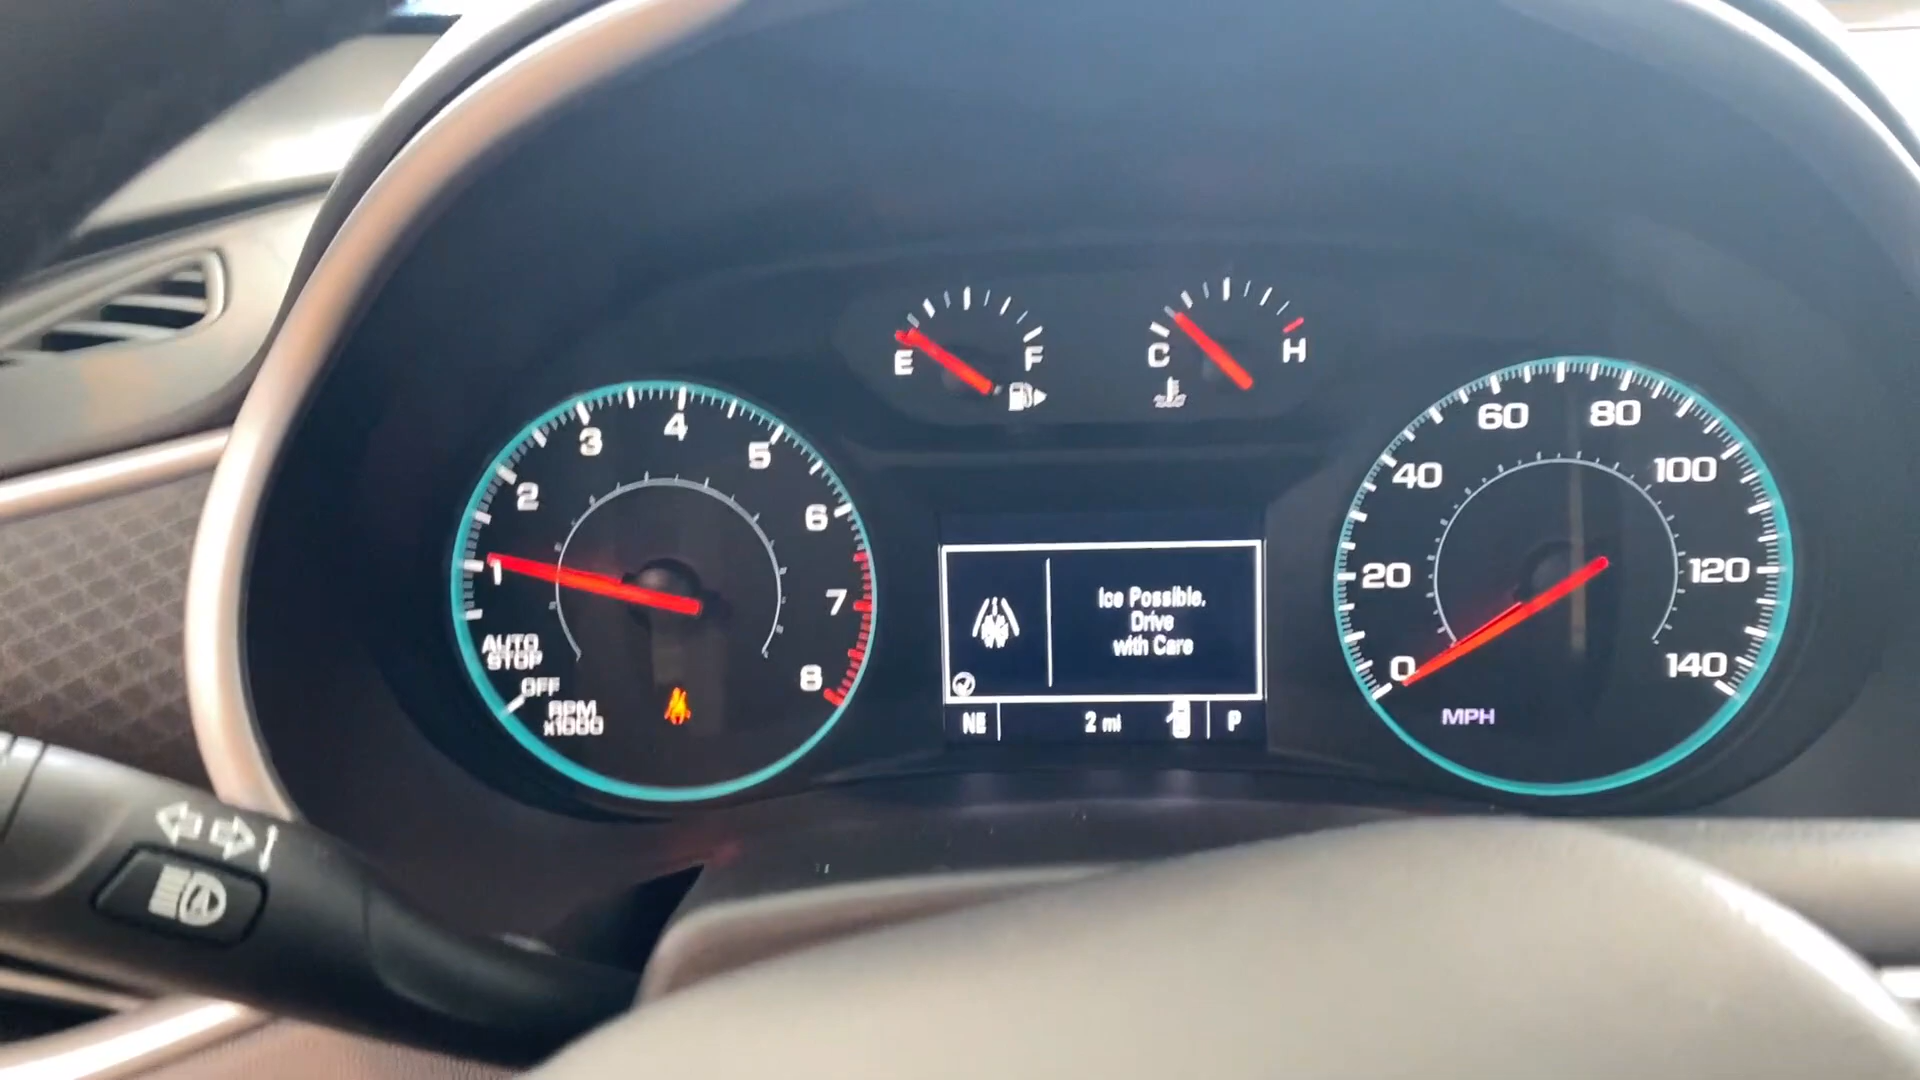 E F
C H
1
2
3
4
5
6
7
8
AUTO
STOP
OFF
RPM
x1000
Ice Possible.
Drive
with Care
NE 2 mi P
0
20
40
60
80
100
120
140
MPH